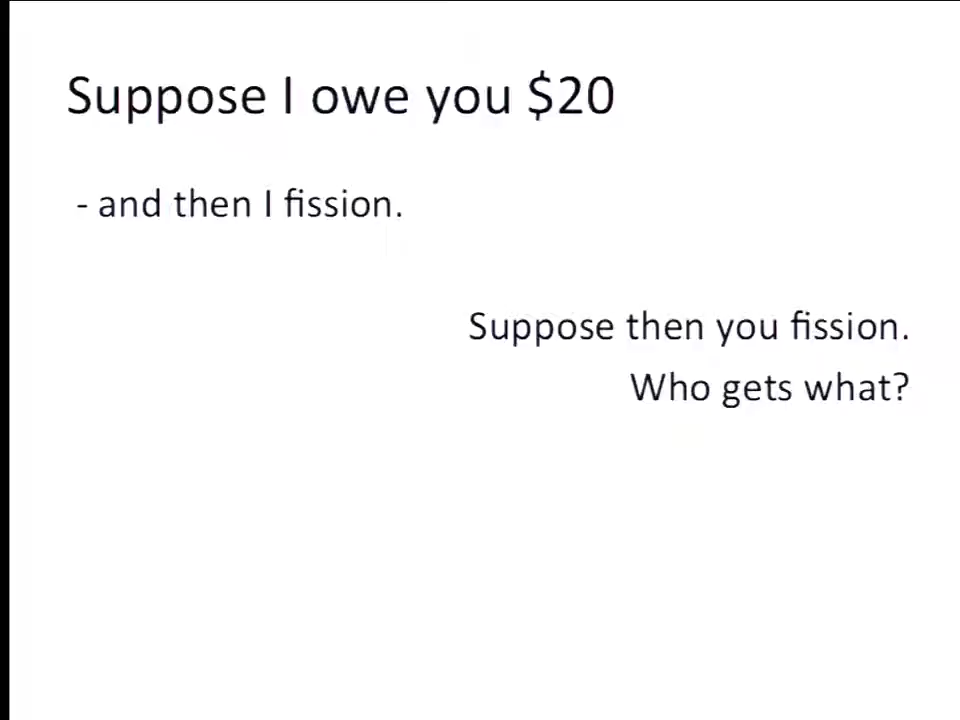 Suppose I owe you $20
- and then I fission.
Suppose then you fission.
Who gets what?